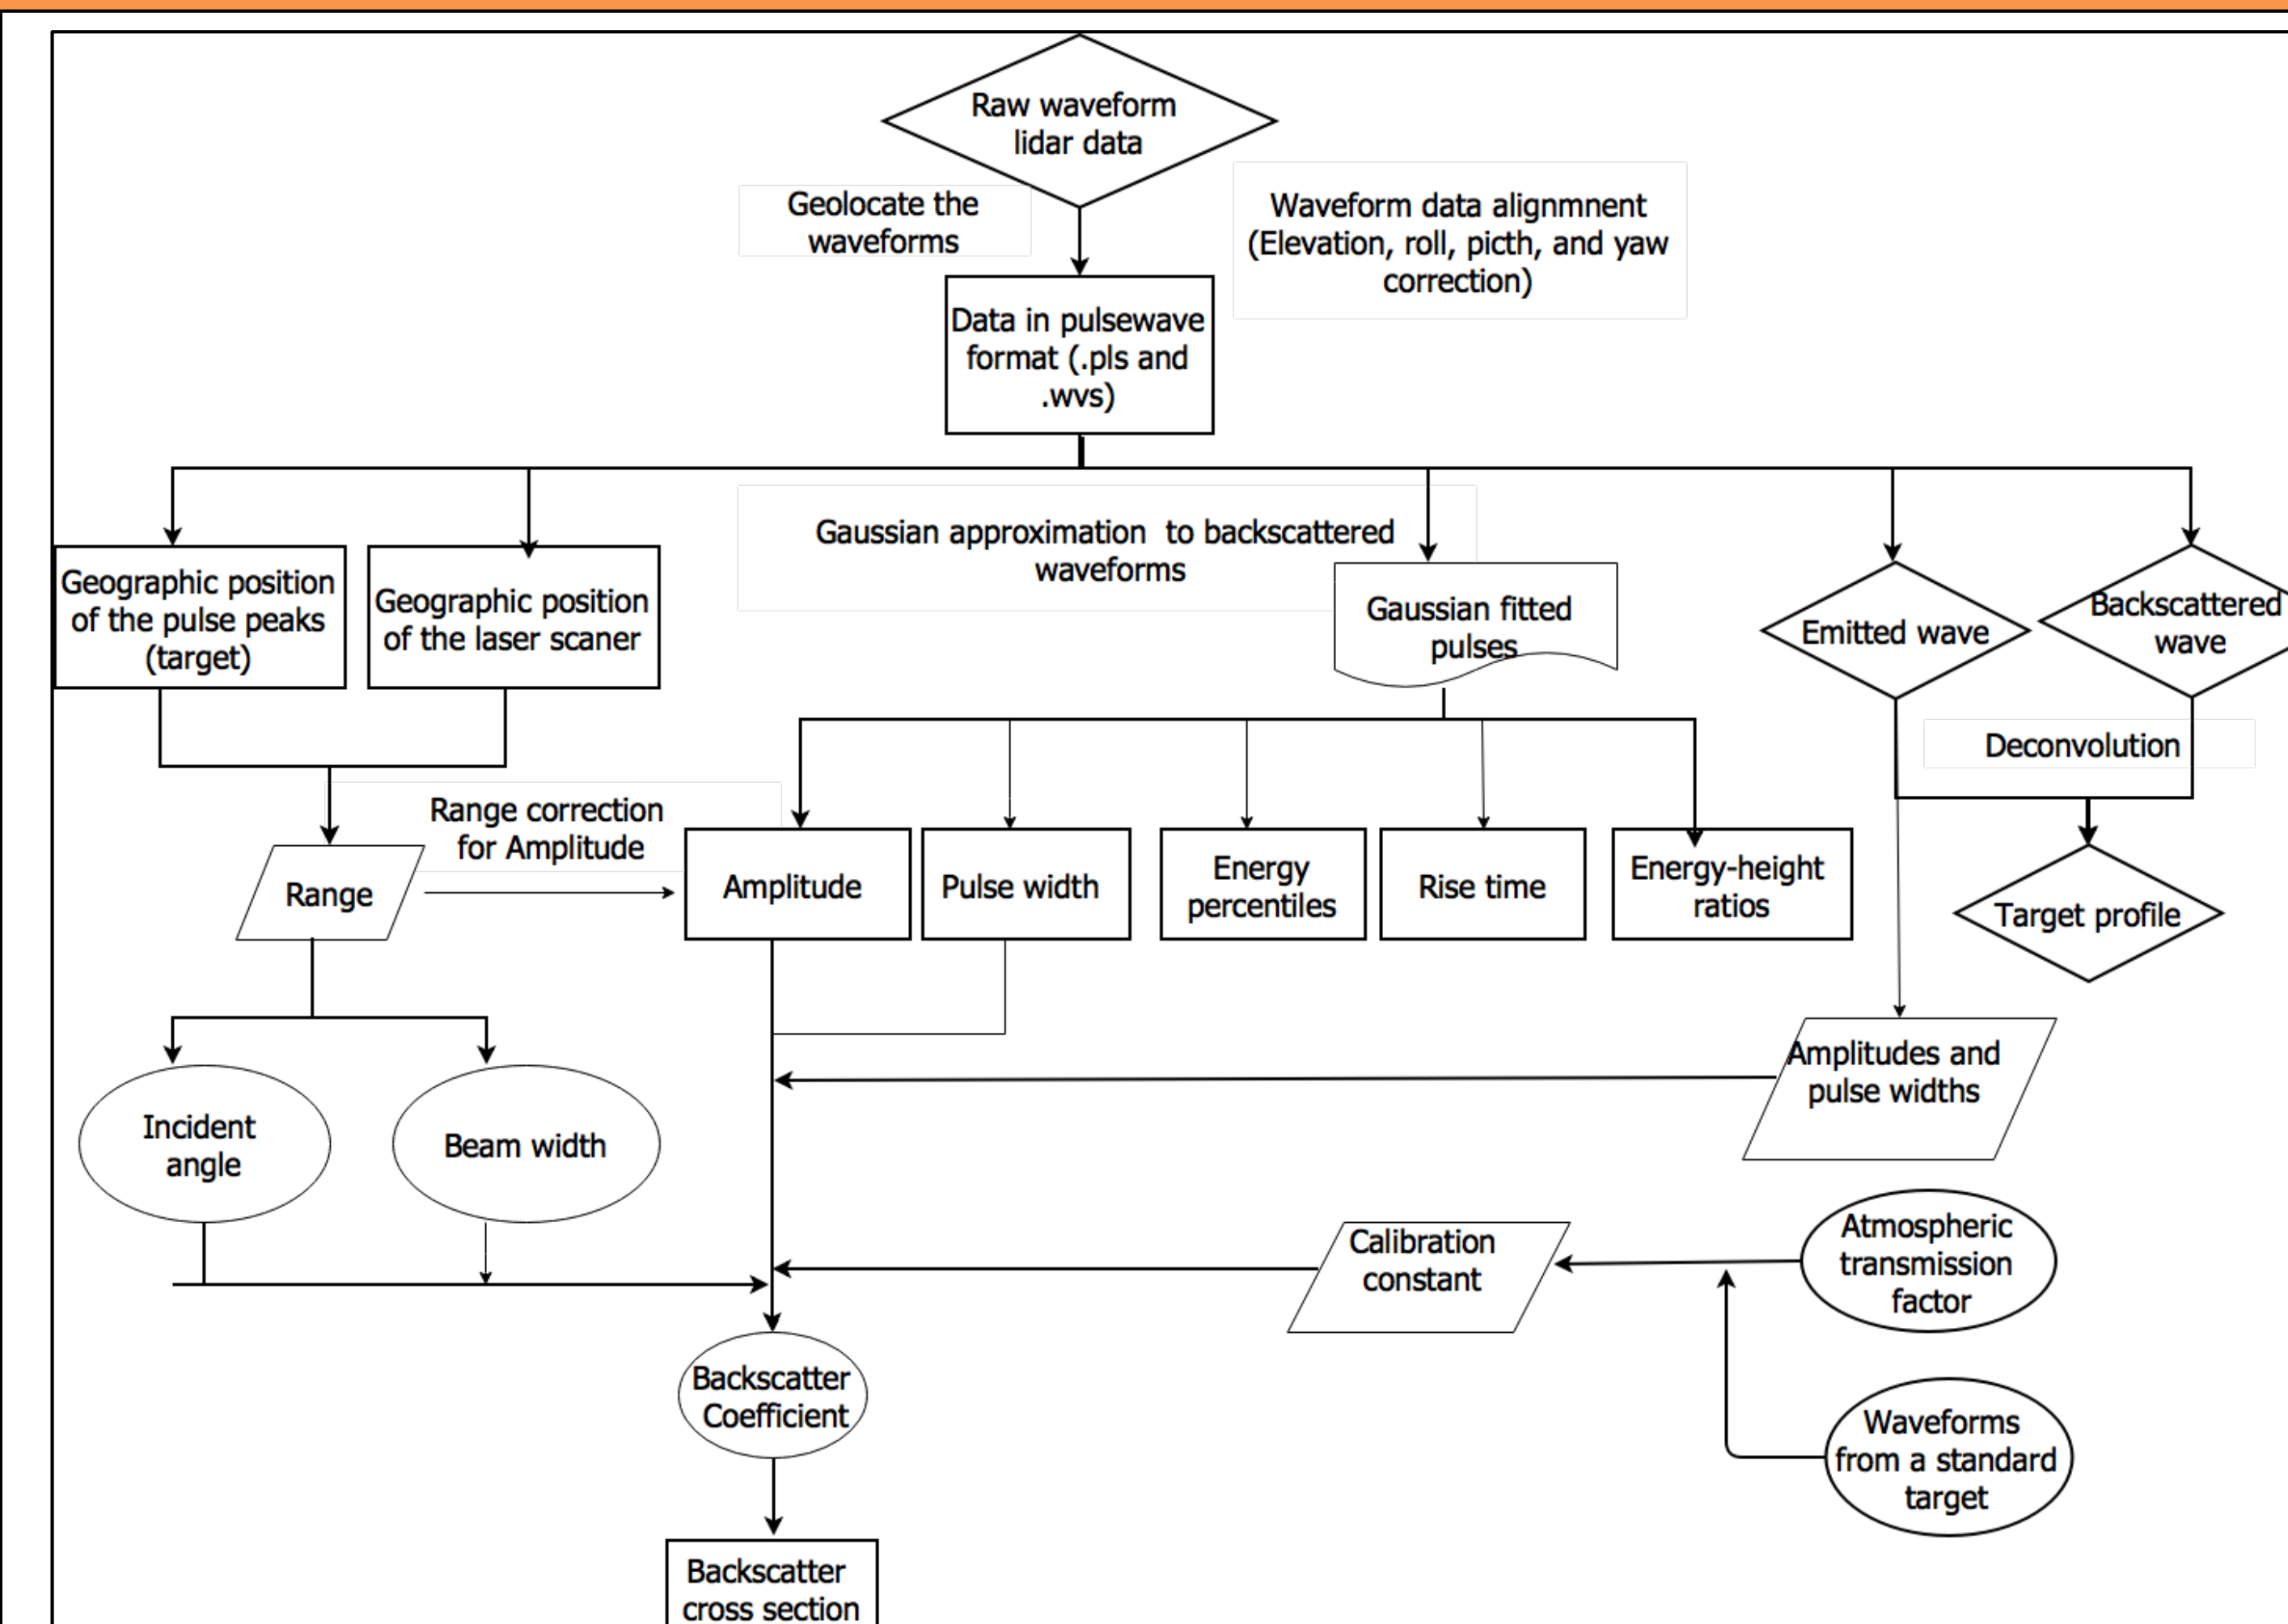 Raw waveform
lidar data
Geolocate the
waveforms
Waveform data alignmnent
(Elevation, roll, picth, and yaw
correction)
Data in pulsewave
format (.pls and
.wvs)
Gaussian approximation to backscattered
waveforms
Geographic position
of the pulse peaks
(target)
Geographic position
of the laser scaner
Gaussian fitted
pulses
Emitted wave
Backscattered
wave
Deconvolution
Range correction
for Amplitude
Range
Amplitude
Pulse width
Energy
percentiles
Rise time
Energy-height
ratios
Target profile
Incident
angle
Beam width
Amplitudes and
pulse widths
Calibration
constant
Atmospheric
transmission
factor
Backscatter
Coefficient
Waveforms
from a standard
target
Backscatter
cross section